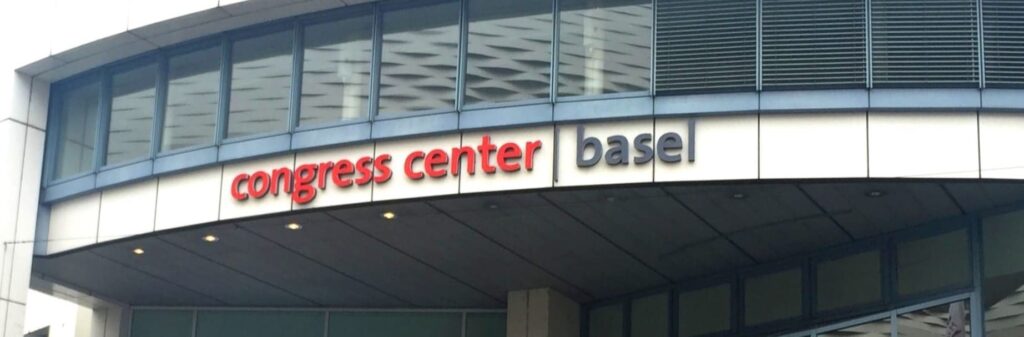 congress center | basel